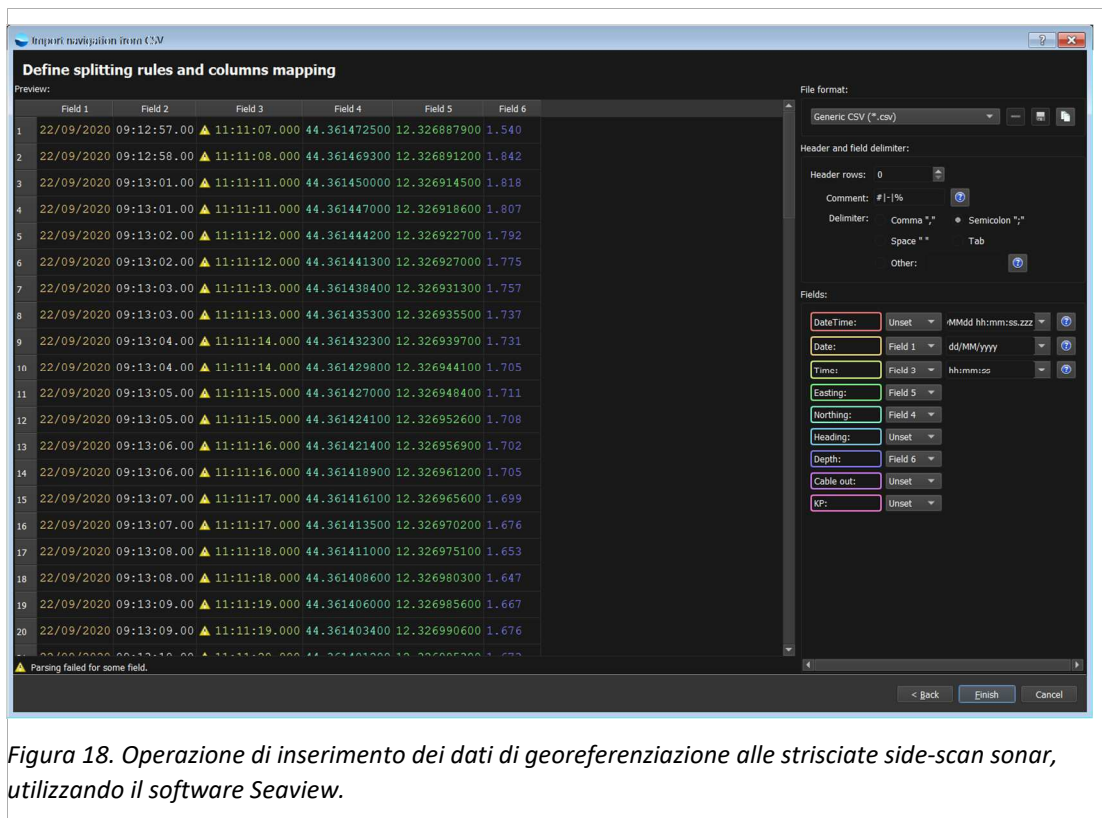 Import navigation from CSV
Define splitting rules and columns mapping
Preview:
Field 1 Field 2 Field 3 Field 4 Field 5 Field 6
1 22/09/2020 09:12:57.00 11:11:07.000 44.361472500 12.326887900 1.540
2 22/09/2020 09:12:58.00 11:11:08.000 44.361469300 12.326891200 1.842
3 22/09/2020 09:13:01.00 11:11:11.000 44.361450000 12.326914500 1.818
4 22/09/2020 09:13:01.00 11:11:11.000 44.361447000 12.326918600 1.807
5 22/09/2020 09:13:02.00 11:11:12.000 44.361444200 12.326922700 1.792
6 22/09/2020 09:13:02.00 11:11:12.000 44.361441300 12.326927000 1.775
7 22/09/2020 09:13:03.00 11:11:13.000 44.361438400 12.326931300 1.757
8 22/09/2020 09:13:03.00 11:11:13.000 44.361435300 12.326935500 1.737
9 22/09/2020 09:13:04.00 11:11:14.000 44.361432300 12.326939700 1.731
10 22/09/2020 09:13:04.00 11:11:14.000 44.361429800 12.326944100 1.705
11 22/09/2020 09:13:05.00 11:11:15.000 44.361427000 12.326948400 1.711
12 22/09/2020 09:13:05.00 11:11:15.000 44.361424100 12.326952600 1.708
13 22/09/2020 09:13:06.00 11:11:16.000 44.361421400 12.326956900 1.702
14 22/09/2020 09:13:06.00 11:11:16.000 44.361418900 12.326961200 1.705
15 22/09/2020 09:13:07.00 11:11:17.000 44.361416100 12.326965600 1.699
16 22/09/2020 09:13:07.00 11:11:17.000 44.361413500 12.326970200 1.676
17 22/09/2020 09:13:08.00 11:11:18.000 44.361411000 12.326975100 1.653
18 22/09/2020 09:13:08.00 11:11:18.000 44.361408600 12.326980300 1.647
19 22/09/2020 09:13:09.00 11:11:19.000 44.361406000 12.326985600 1.667
20 22/09/2020 09:13:09.00 11:11:19.000 44.361403400 12.326990600 1.676
Parsing failed for some field.
File format:
Generic CSV (*.csv)
Header and field delimiter:
Header rows: 0
Comment: #|-|%
Delimiter: Comma "," Semicolon ";"
Space " " Tab
Other:
Fields:
DateTime: Unset MMdd hh:mm:ss.zzz
Date: Field 1 dd/MM/yyyy
Time: Field 3 hh:mm:ss
Easting: Field 5
Northing: Field 4
Heading: Unset
Depth: Field 6
Cable out: Unset
KP: Unset
< Back Finish Cancel
Figura 18. Operazione di inserimento dei dati di georeferenziazione alle strisciate side-scan sonar,
utilizzando il software Seaview.